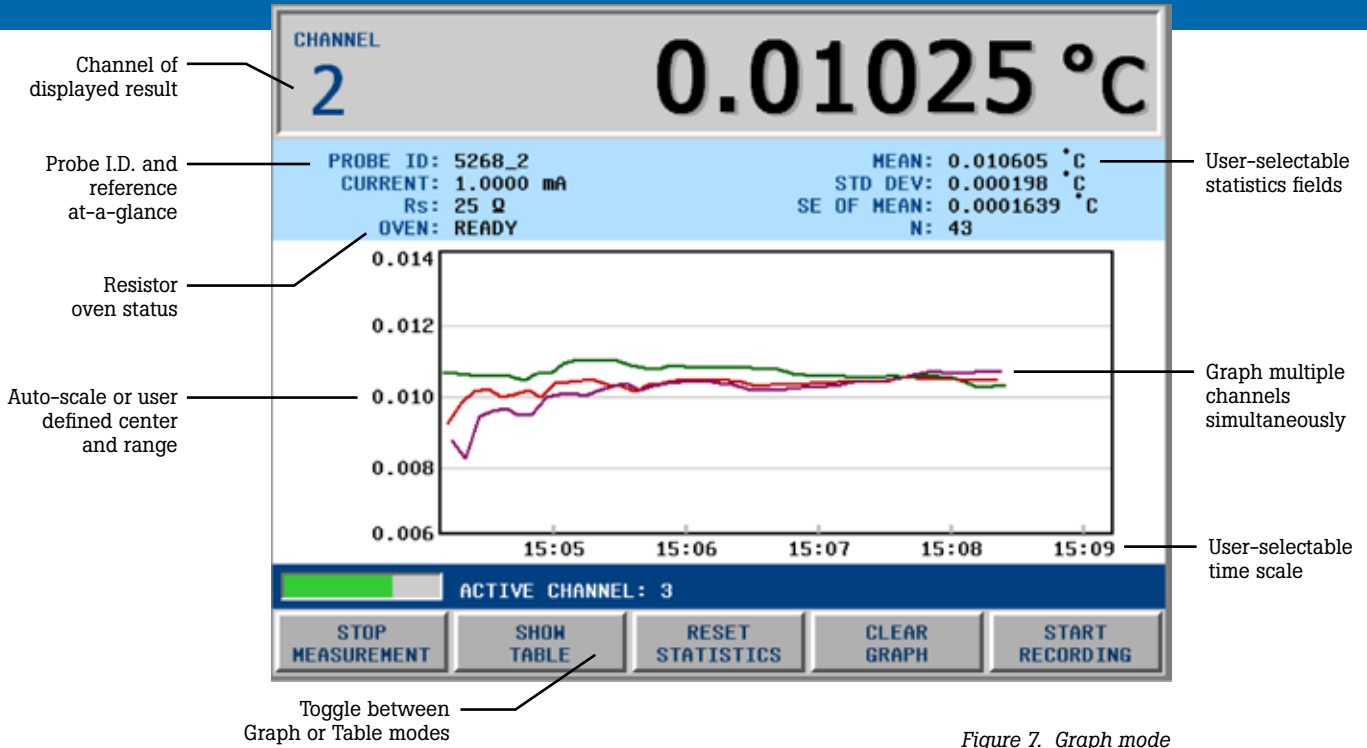 CHANNEL
2
0.01025 °C
Channel of
displayed result
Probe I.D. and
reference
at-a-glance
PROBE ID: 5268_2
CURRENT: 1.0000 mA
Rs: 25 Ω
OVEN: READY
MEAN: 0.010605 °C
STD DEV: 0.000198 °C
SE OF MEAN: 0.0001639 °C
N: 43
User-selectable
statistics fields
Resistor
oven status
Auto-scale or user
defined center
and range
0.014
0.012
0.010
0.008
0.006
15:05 15:06 15:07 15:08 15:09
Graph multiple
channels
simultaneously
User-selectable
time scale
ACTIVE CHANNEL: 3
STOP
MEASUREMENT
SHOW
TABLE
RESET
STATISTICS
CLEAR
GRAPH
START
RECORDING
Toggle between
Graph or Table modes
Figure 7. Graph mode